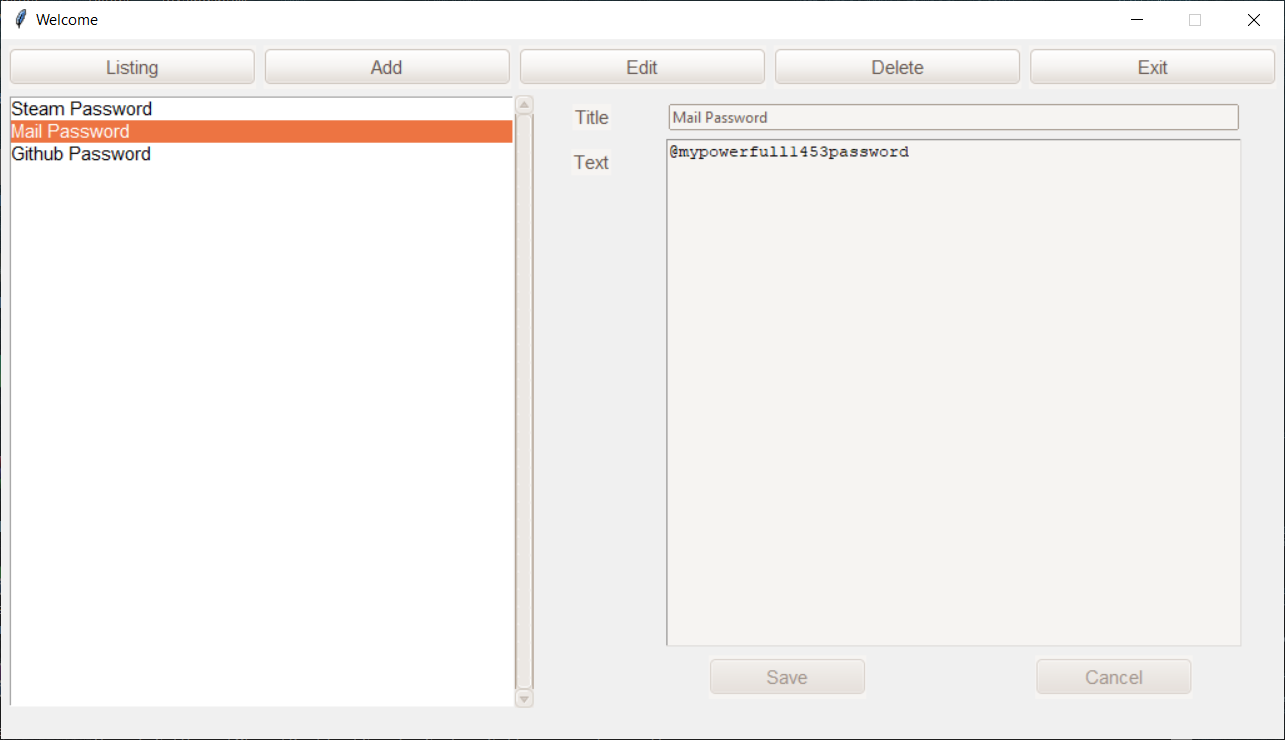 Welcome
Listing Add Edit Delete Exit
Steam Password
Mail Password
Github Password
Title Mail Password
Text @mypowerfull1453password
Save Cancel